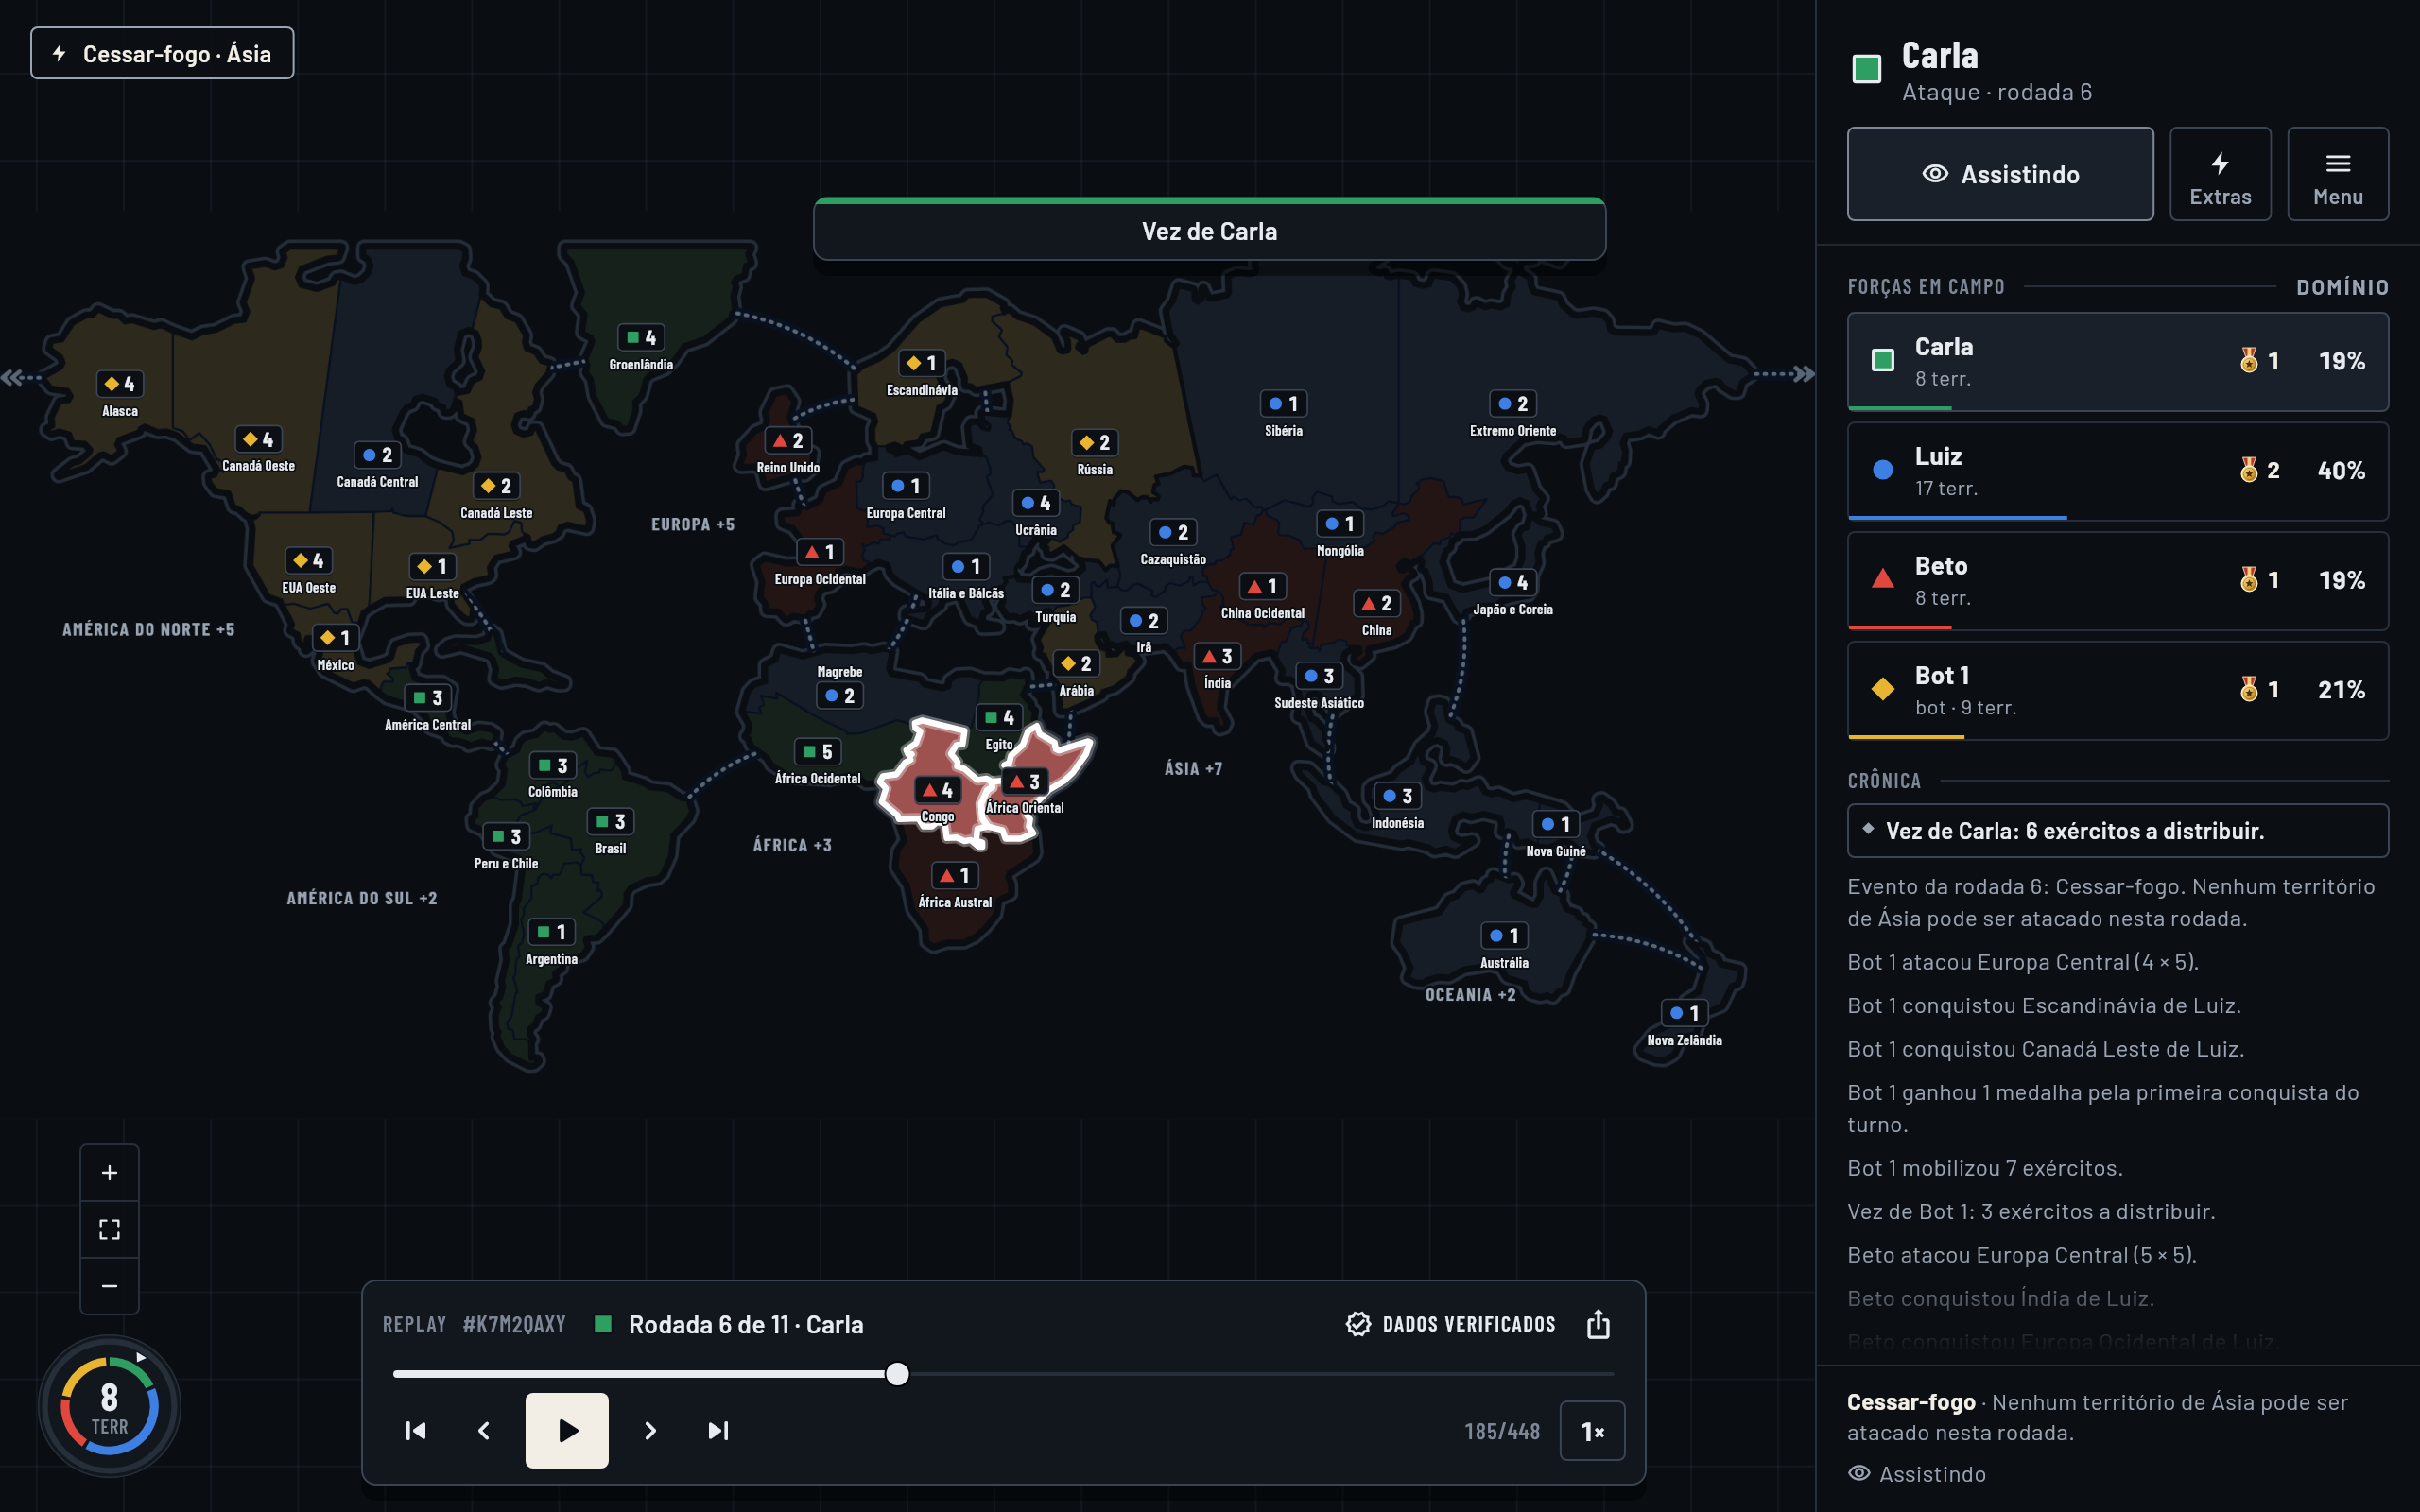 Cessar-fogo · Ásia
Vez de Carla
4
Groenlândia
1
Escandinávia
4
Alasca
4
Canadá Oeste
2
Canadá Central
2
Canadá Leste
4
EUA Oeste
1
EUA Leste
1
México
3
América Central
AMÉRICA DO NORTE +5
2
Reino Unido
1
Europa Central
4
Ucrânia
2
Rússia
EUROPA +5
1
Europa Ocidental
1
Itália e Bálcãs
1
Sibéria
2
Extremo Oriente
2
Cazaquistão
1
Mongólia
2
Turquia
2
Irã
1
China Ocidental
2
China
4
Japão e Coreia
2
Arábia
3
Índia
3
Sudeste Asiático
ÁSIA +7
Magrebe
2
4
Egito
5
África Ocidental
4
Congo
3
África Oriental
1
África Austral
ÁFRICA +3
3
Colômbia
3
Peru e Chile
3
Brasil
1
Argentina
AMÉRICA DO SUL +2
3
Indonésia
1
Nova Guiné
1
Austrália
OCEANIA +2
1
Nova Zelândia
+
−
8
TERR
REPLAY #K7M2QAXY Rodada 6 de 11 · Carla DADOS VERIFICADOS
185/448 1×
Carla
Ataque · rodada 6
Assistindo
Extras
Menu
FORÇAS EM CAMPO DOMÍNIO
Carla
8 terr.
1 19%
Luiz
17 terr.
2 40%
Beto
8 terr.
1 19%
Bot 1
bot · 9 terr.
1 21%
CRÔNICA
Vez de Carla: 6 exércitos a distribuir.
Evento da rodada 6: Cessar-fogo. Nenhum território
de Ásia pode ser atacado nesta rodada.
Bot 1 atacou Europa Central (4 × 5).
Bot 1 conquistou Escandinávia de Luiz.
Bot 1 conquistou Canadá Leste de Luiz.
Bot 1 ganhou 1 medalha pela primeira conquista do
turno.
Bot 1 mobilizou 7 exércitos.
Vez de Bot 1: 3 exércitos a distribuir.
Beto atacou Europa Central (5 × 5).
Beto conquistou Índia de Luiz.
Beto conquistou Europa Ocidental de Luiz.
Cessar-fogo · Nenhum território de Ásia pode ser
atacado nesta rodada.
Assistindo